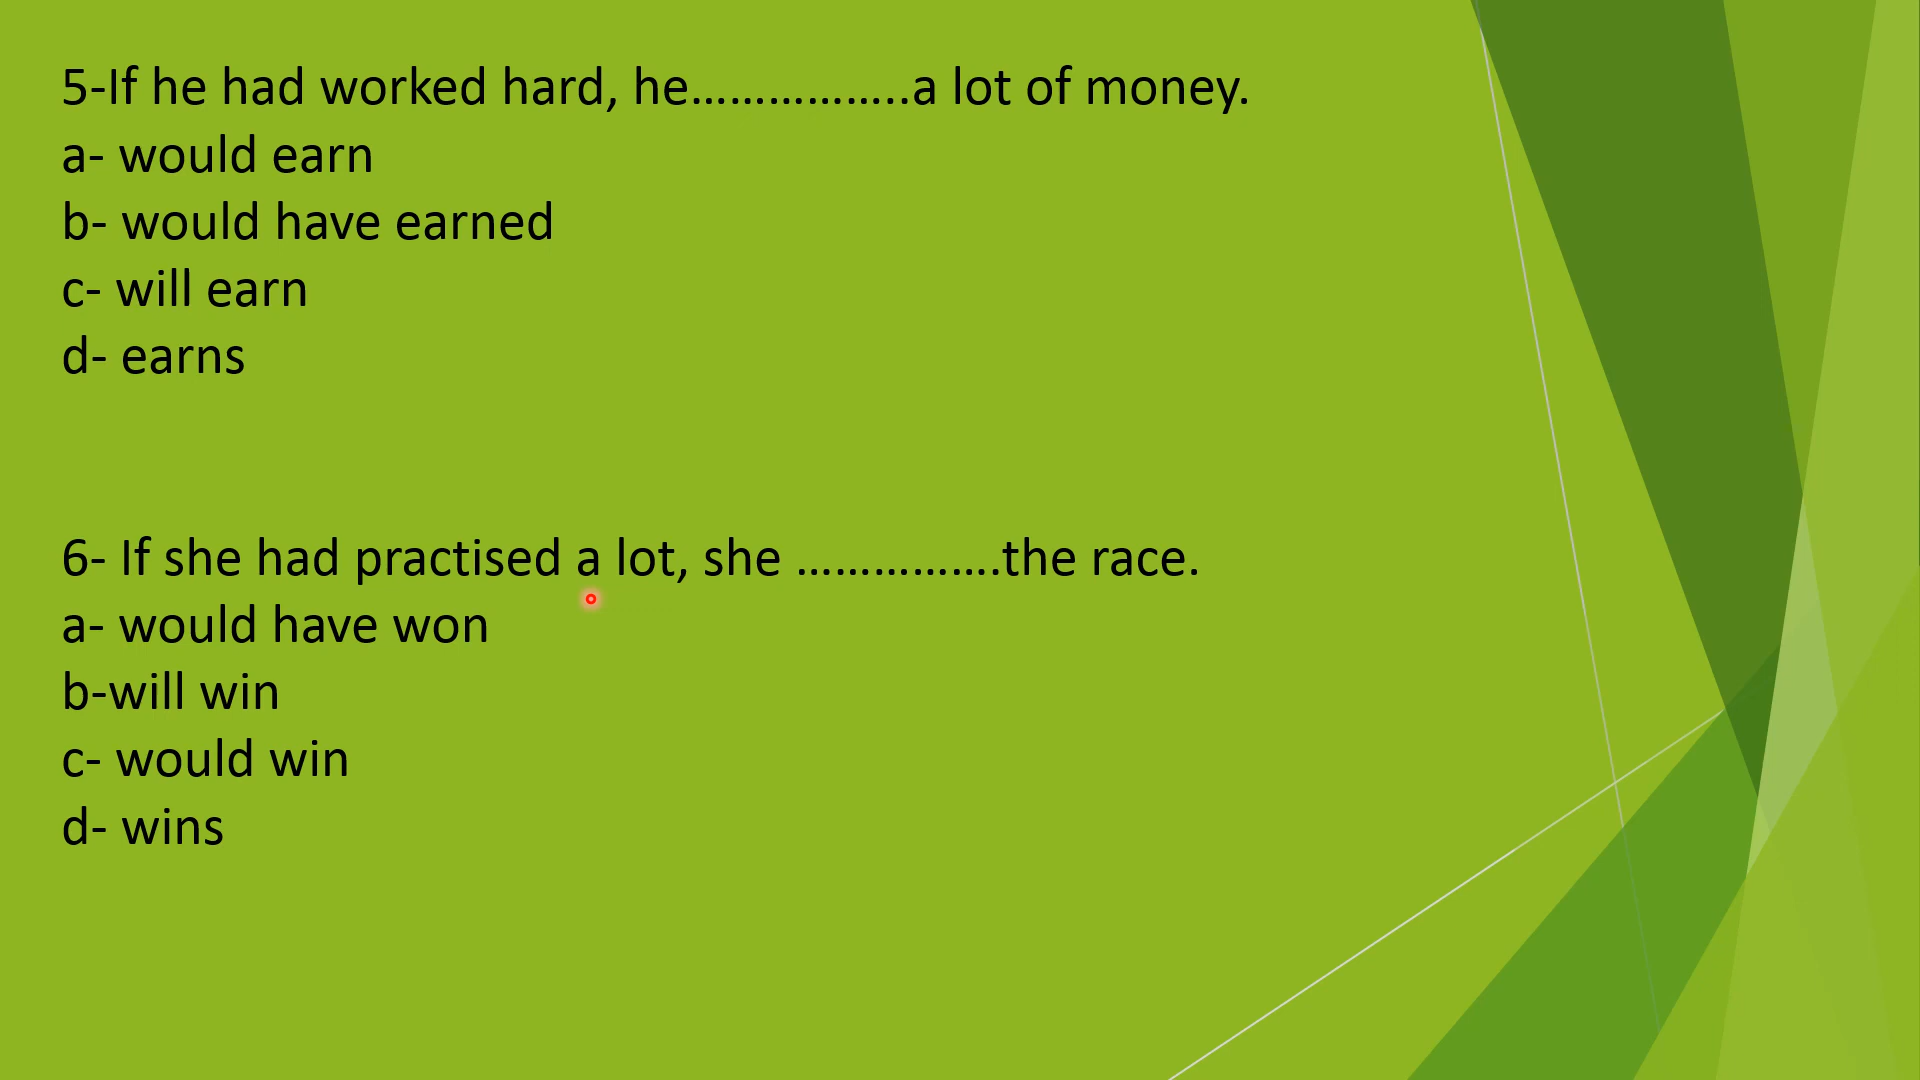 5-If he had worked hard, he……………..a lot of money.
a- would earn
b- would have earned
c- will earn
d- earns
6- If she had practised a lot, she …………….the race.
a- would have won
b-will win
c- would win
d- wins